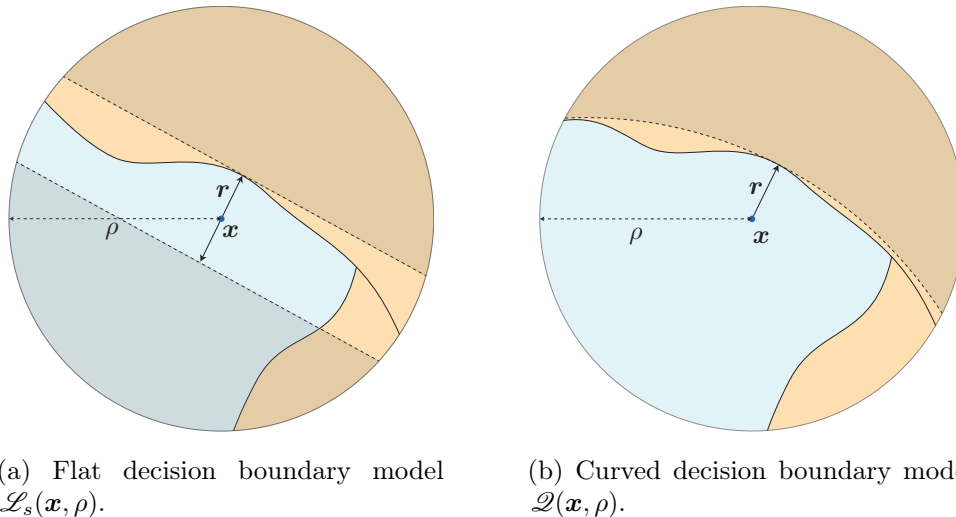 r
x
ρ
r
x
ρ
(a) Flat decision boundary model
ℒₛ(x, ρ).
(b) Curved decision boundary mode
𝒬(x, ρ).